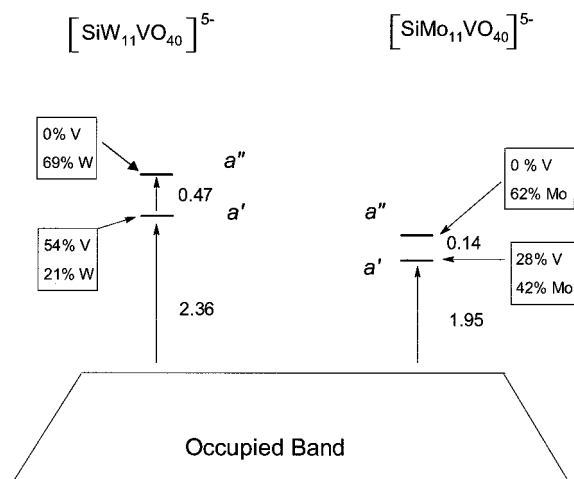 [SiW₁₁VO₄₀]⁵⁻
[SiMo₁₁VO₄₀]⁵⁻
0% V
69% W
a"
0.47
a'
54% V
21% W
2.36
0% V
62% Mo
a"
0.14
a'
28% V
42% Mo
1.95
Occupied Band